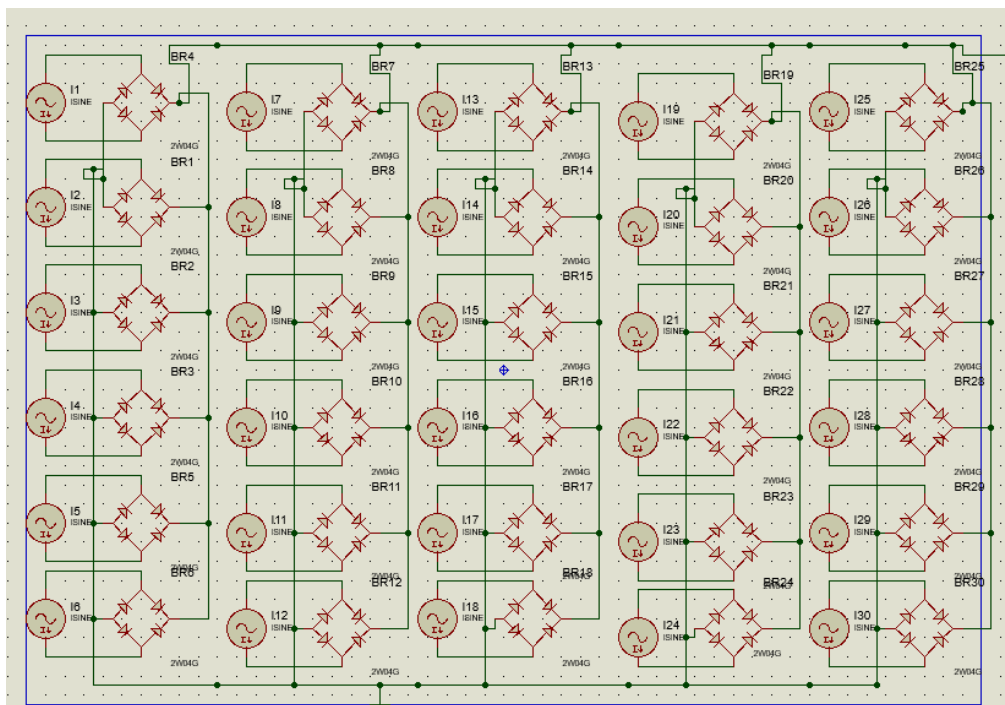 BR4
I1
ISINE
2W04G
BR1
I2
ISINE
2W04G
BR2
I3
ISINE
2W04G
BR3
I4
ISINE
2W04G
BR5
I5
ISINE
2W04G
BR6
I6
ISINE
2W04G
BR7
I7
ISINE
2W04G
BR8
I8
ISINE
2W04G
BR9
I9
ISINE
2W04G
BR10
I10
ISINE
2W04G
BR11
I11
ISINE
2W04G
BR12
I12
ISINE
2W04G
BR13
I13
ISINE
2W04G
BR14
I14
ISINE
2W04G
BR15
I15
ISINE
2W04G
BR16
I16
ISINE
2W04G
BR17
I17
ISINE
2W04G
BR18
I18
ISINE
2W04G
BR19
I19
ISINE
2W04G
BR20
I20
ISINE
2W04G
BR21
I21
ISINE
2W04G
BR22
I22
ISINE
2W04G
BR23
I23
ISINE
2W04G
BR24
I24
ISINE
2W04G
BR25
I25
ISINE
2W04G
BR26
I26
ISINE
2W04G
BR27
I27
ISINE
2W04G
BR28
I28
ISINE
2W04G
BR29
I29
ISINE
2W04G
BR30
I30
ISINE
2W04G